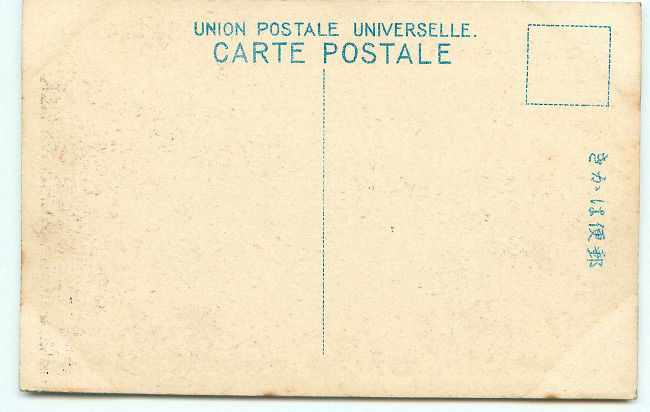 UNION POSTALE UNIVERSELLE.
CARTE POSTALE
郵便はがき